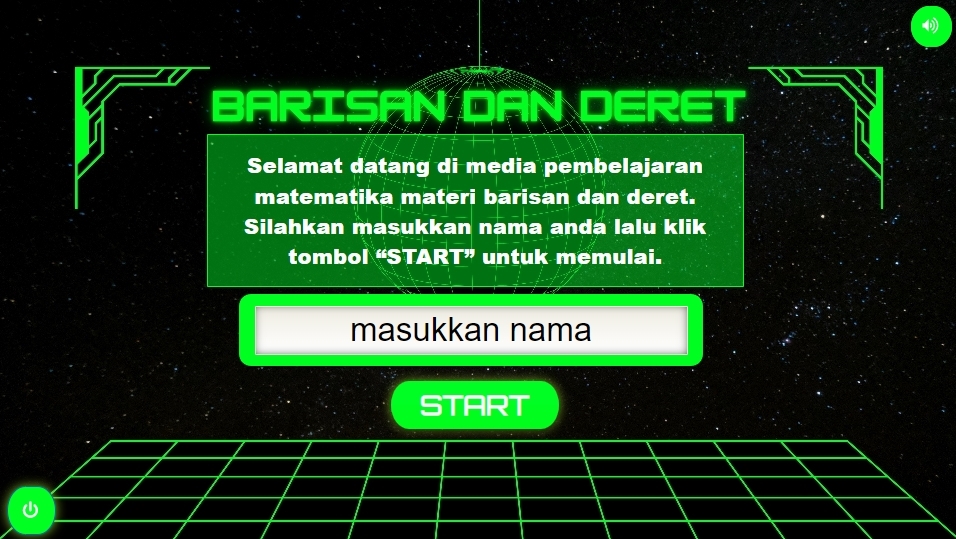 BARISAN DAN DERET
Selamat datang di media pembelajaran
matematika materi barisan dan deret.
Silahkan masukkan nama anda lalu klik
tombol “START” untuk memulai.
masukkan nama
START